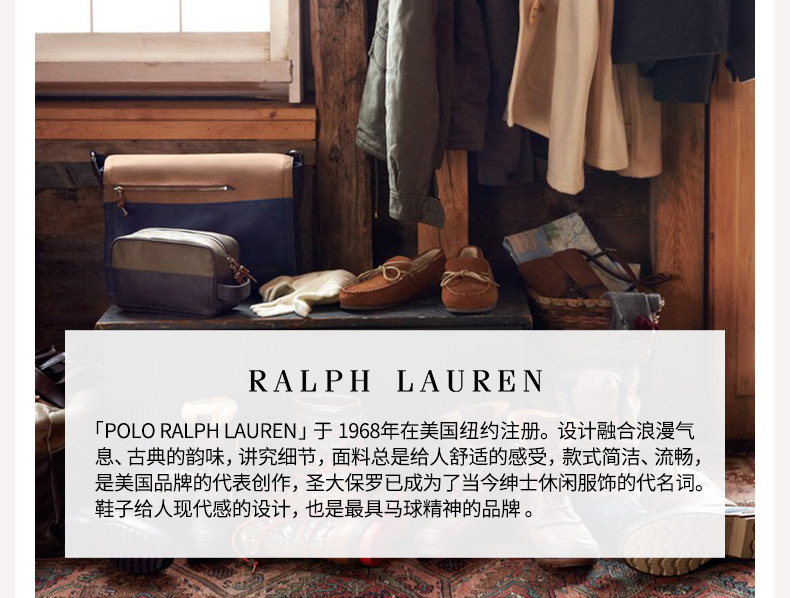 RALPH LAUREN
「POLO RALPH LAUREN」于 1968年在美国纽约注册。设计融合浪漫气
息、古典的韵味，讲究细节，面料总是给人舒适的感受，款式简洁、流畅，
是美国品牌的代表创作，圣大保罗已成为了当今绅士休闲服饰的代名词。
鞋子给人现代感的设计，也是最具马球精神的品牌 。